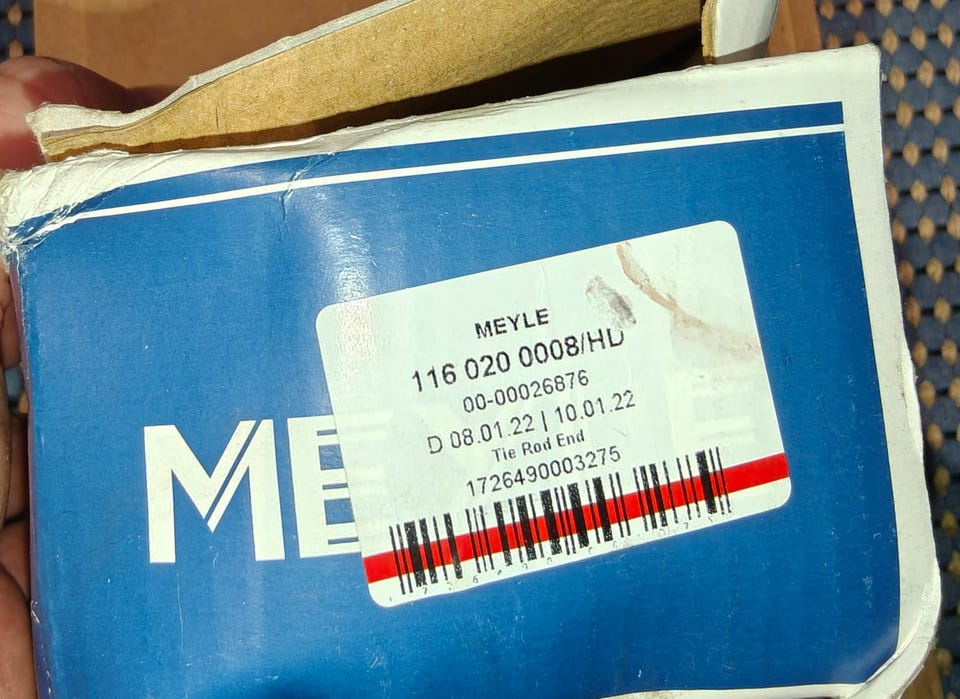 MEYLE
116 020 0008/HD
00-00026876
D 08.01.22 | 10.01.22
Tie Rod End
1726490003275
ME